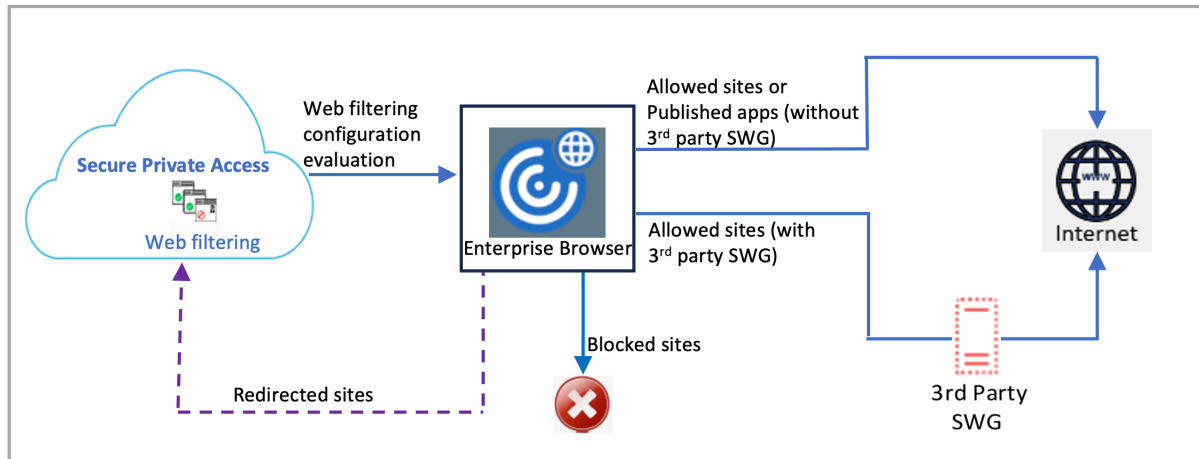 Secure Private Access
Web filtering
Web filtering
configuration
evaluation
Enterprise Browser
Allowed sites or
Published apps (without
3rd party SWG)
Allowed sites (with
3rd party SWG)
www
Internet
Blocked sites
Redirected sites
3rd Party
SWG